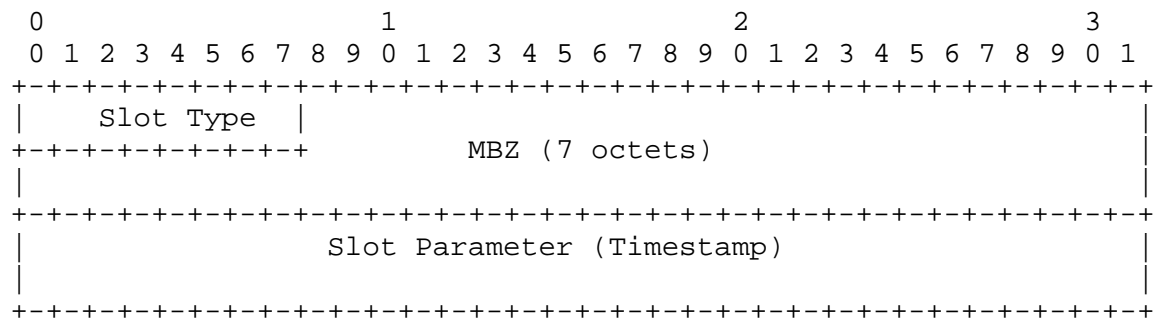 0                   1                   2                   3
 0 1 2 3 4 5 6 7 8 9 0 1 2 3 4 5 6 7 8 9 0 1 2 3 4 5 6 7 8 9 0 1
+-+-+-+-+-+-+-+-+-+-+-+-+-+-+-+-+-+-+-+-+-+-+-+-+-+-+-+-+-+-+-+-+
|    Slot Type  |                                               |
+-+-+-+-+-+-+-+-+         MBZ (7 octets)                        |
|                                                               |
+-+-+-+-+-+-+-+-+-+-+-+-+-+-+-+-+-+-+-+-+-+-+-+-+-+-+-+-+-+-+-+-+
|                 Slot Parameter (Timestamp)                    |
|                                                               |
+-+-+-+-+-+-+-+-+-+-+-+-+-+-+-+-+-+-+-+-+-+-+-+-+-+-+-+-+-+-+-+-+